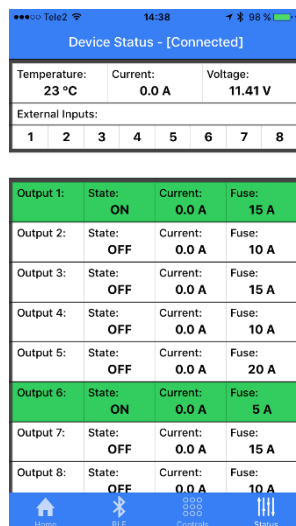 Tele2 14:38 98 %
Device Status - [Connected]
Temperature: Current: Voltage:
23 °C 0.0 A 11.41 V
External Inputs:
1 2 3 4 5 6 7 8
Output 1: State: Current: Fuse:
ON 0.0 A 15 A
Output 2: State: Current: Fuse:
OFF 0.0 A 10 A
Output 3: State: Current: Fuse:
OFF 0.0 A 15 A
Output 4: State: Current: Fuse:
OFF 0.0 A 10 A
Output 5: State: Current: Fuse:
OFF 0.0 A 20 A
Output 6: State: Current: Fuse:
ON 0.0 A 5 A
Output 7: State: Current: Fuse:
OFF 0.0 A 15 A
Output 8: State: Current: Fuse:
OFF 0.0 A 10 A
Home BLE Controls Status